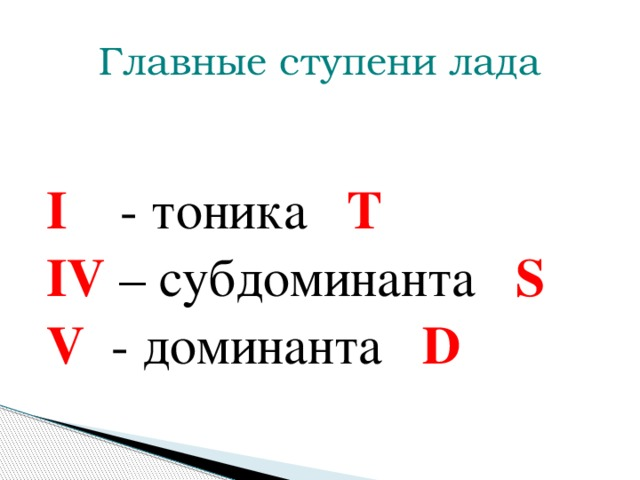 Главные ступени лада
I - тоника T
IV – субдоминанта S
V - доминанта D